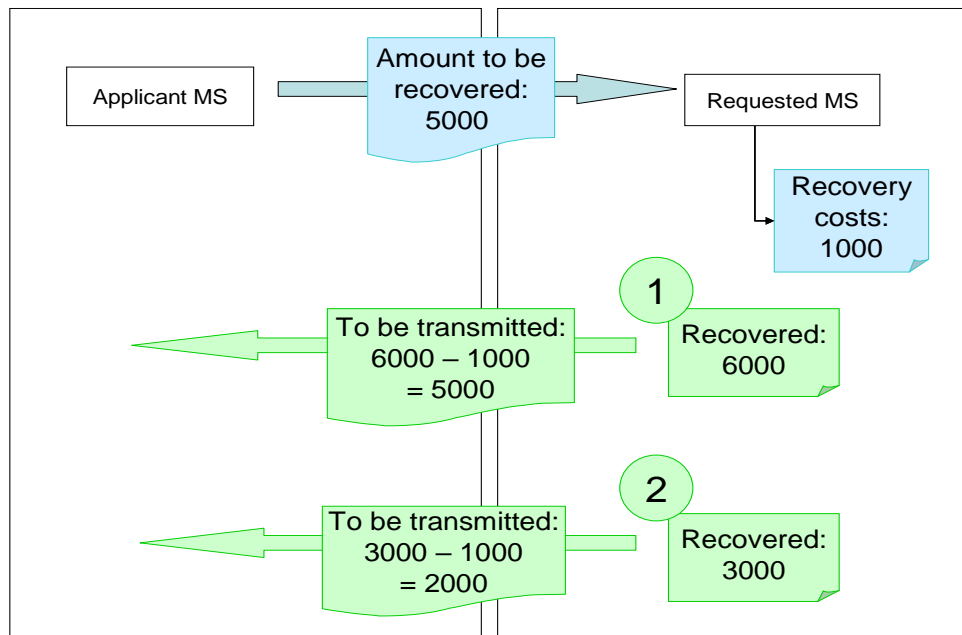 Applicant MS
Amount to be
recovered:
5000
Requested MS
Recovery
costs:
1000
1
To be transmitted:
6000 – 1000
= 5000
Recovered:
6000
2
To be transmitted:
3000 – 1000
= 2000
Recovered:
3000